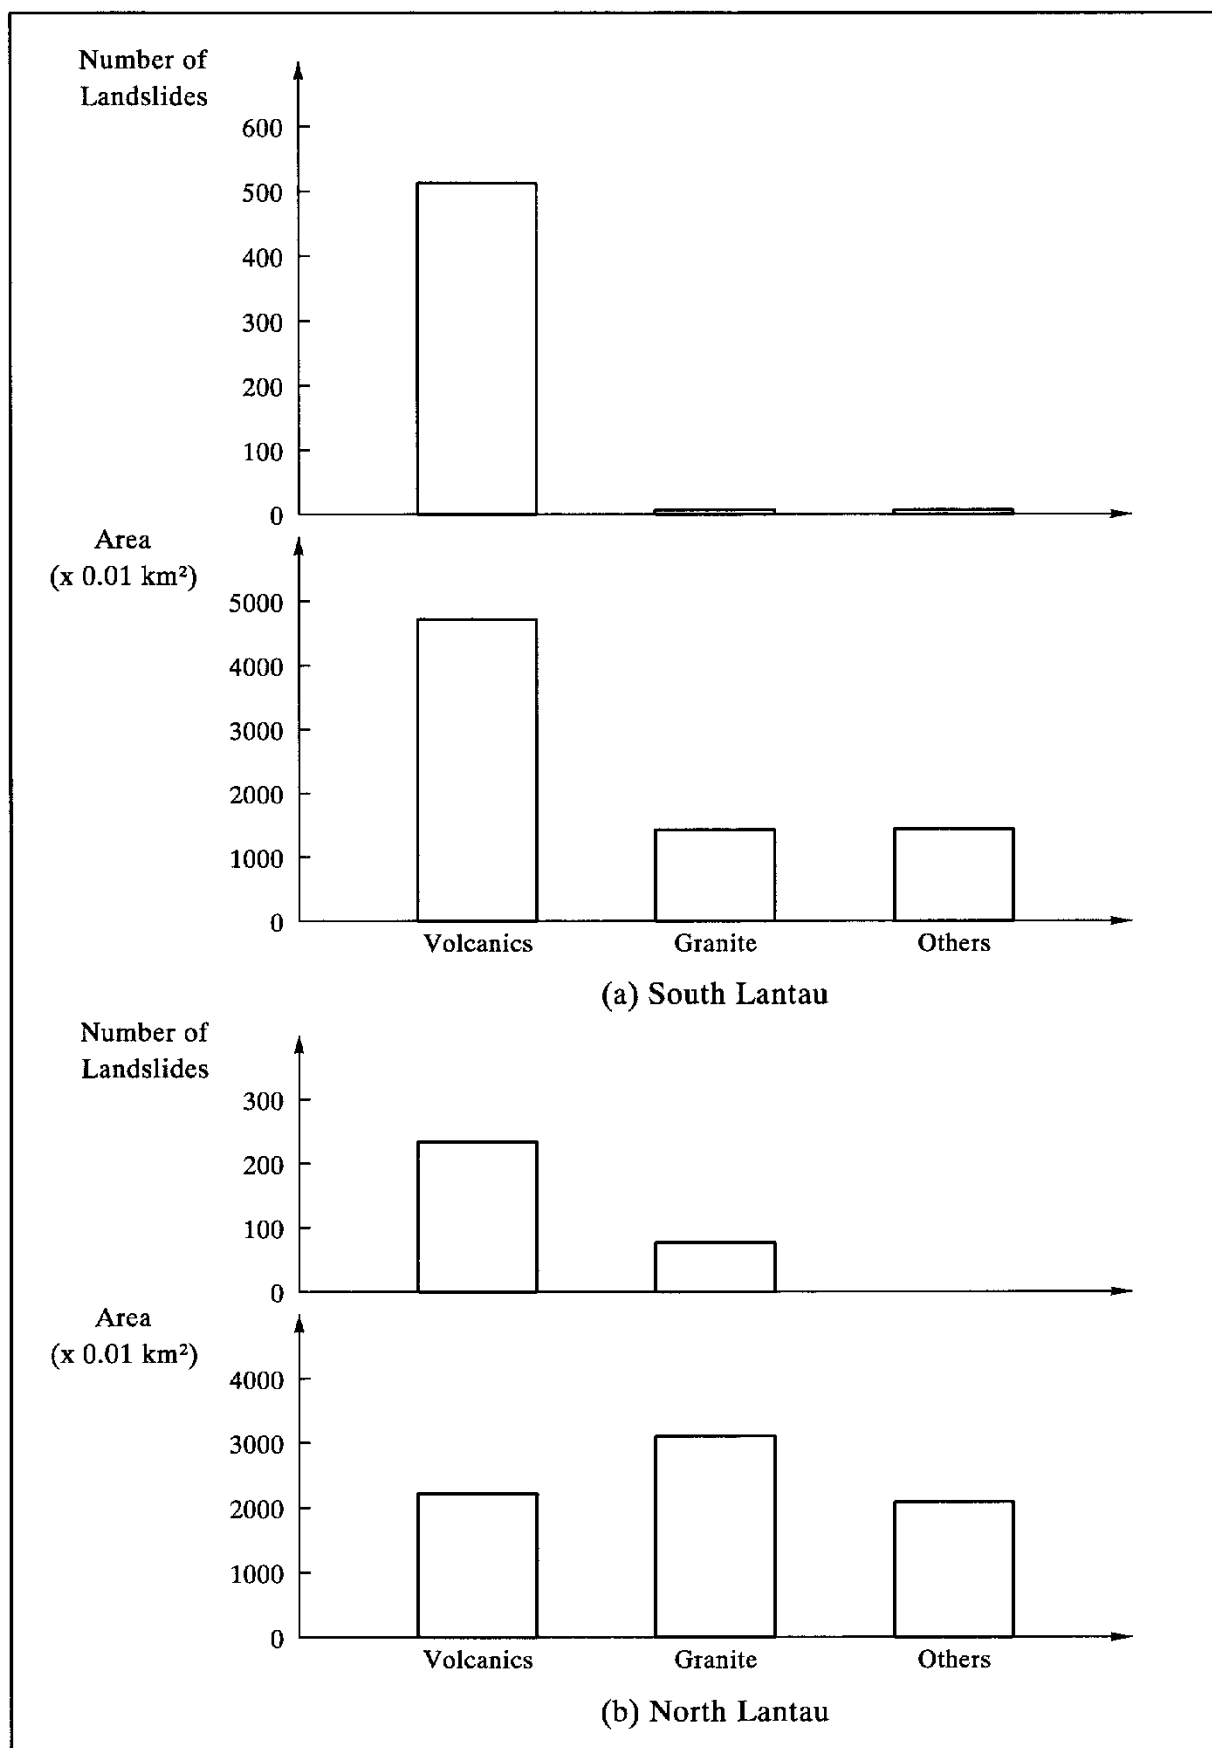 Number of
Landslides
600
500
400
300
200
100
0
Area
(x 0.01 km²)
5000
4000
3000
2000
1000
0
Volcanics Granite Others
(a) South Lantau
Number of
Landslides
300
200
100
0
Area
(x 0.01 km²)
4000
3000
2000
1000
0
Volcanics Granite Others
(b) North Lantau